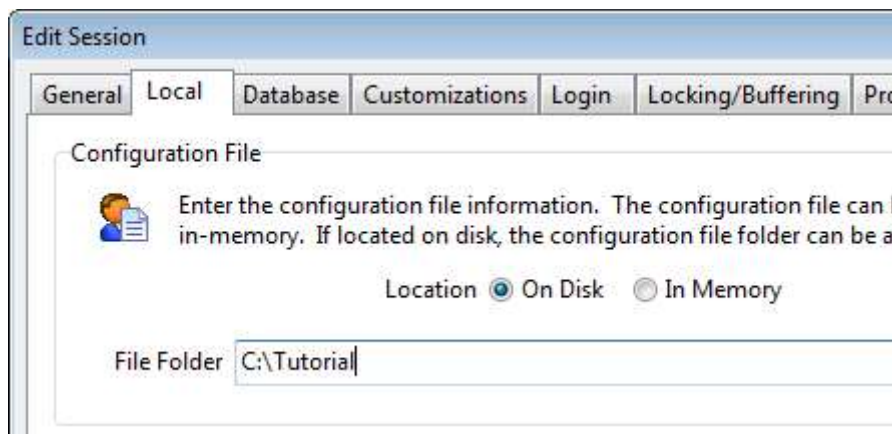 Edit Session
General Local Database Customizations Login Locking/Buffering
Configuration File
Enter the configuration file information. The configuration file can
in-memory. If located on disk, the configuration file folder can be
Location On Disk In Memory
File Folder C:\Tutorial